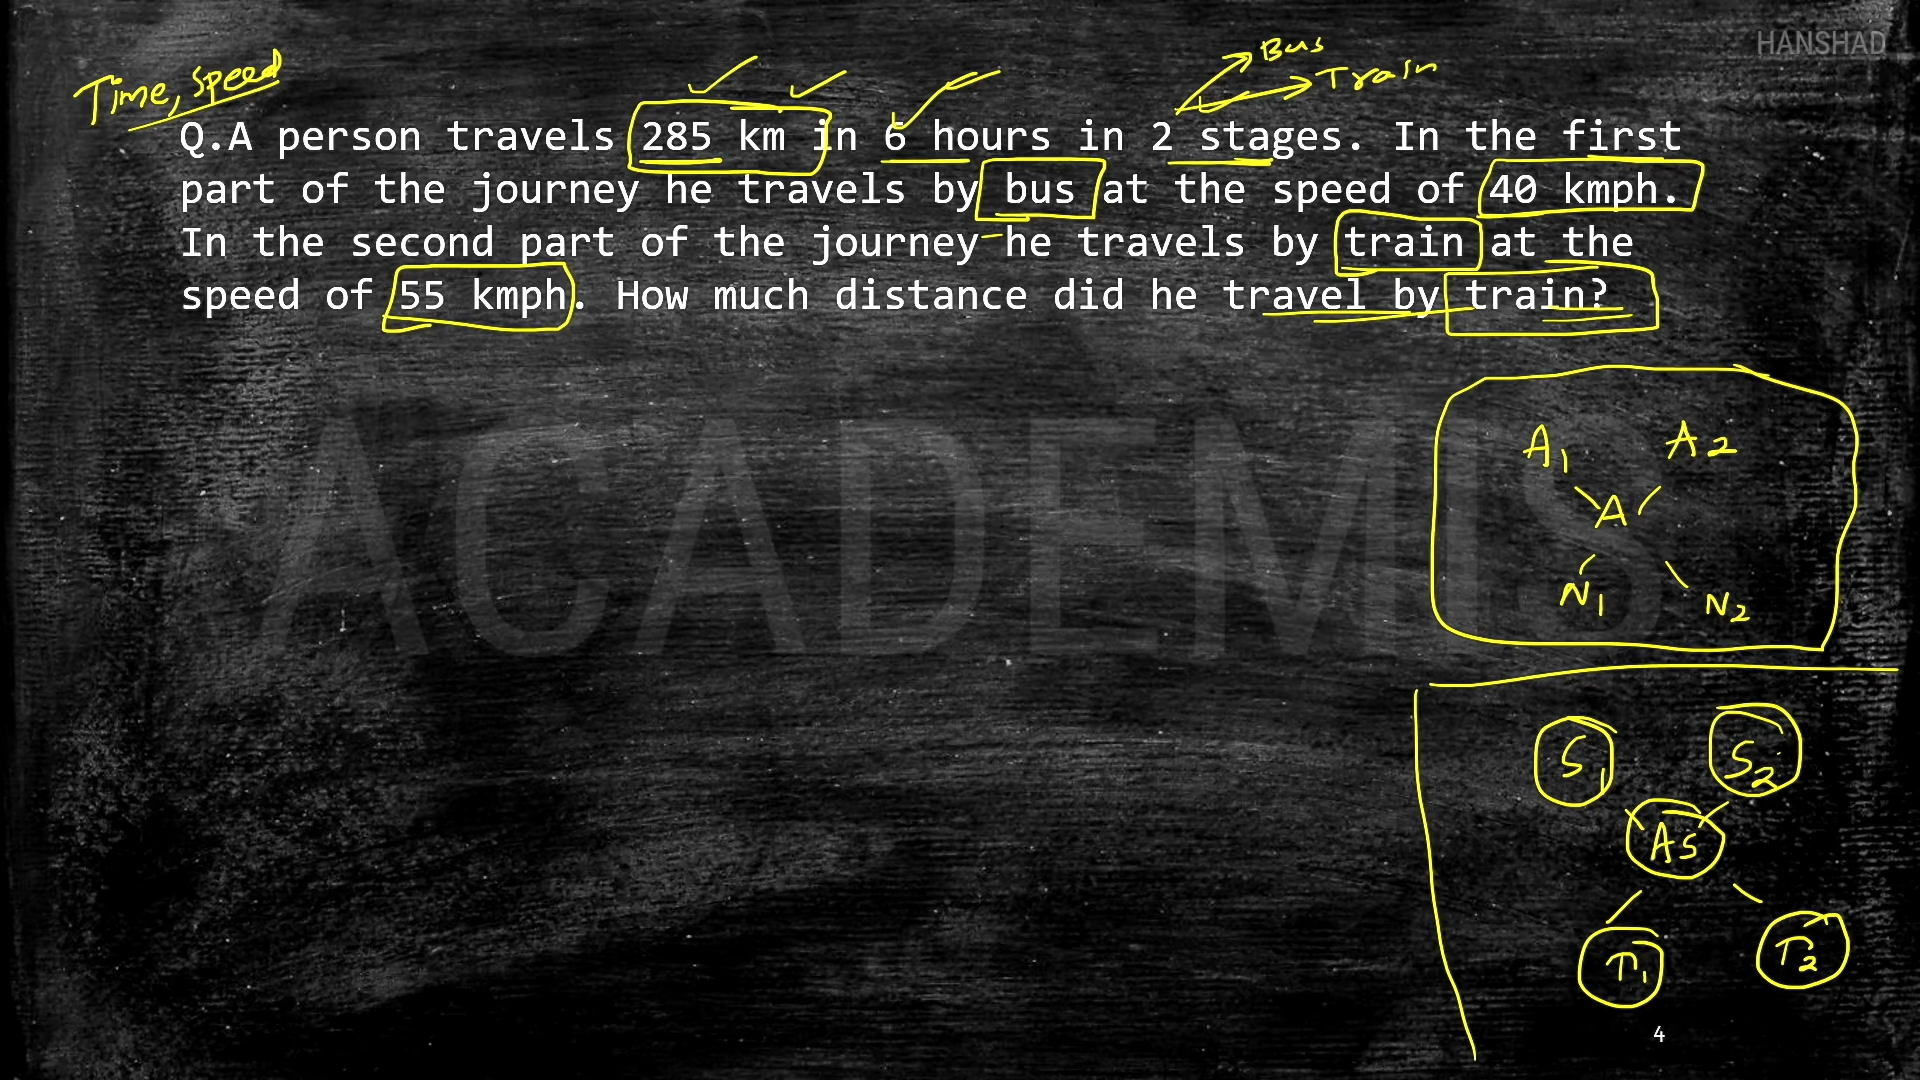 HANSHAD
Bus
Train
Time, Speed
Q.A person travels 285 km in 6 hours in 2 stages. In the first
part of the journey he travels by bus at the speed of 40 kmph.
In the second part of the journey he travels by train at the
speed of 55 kmph. How much distance did he travel by train?
ACADEMIS
A1 A2
A
N1 N2
S1 S2
AS
T1 T2
4